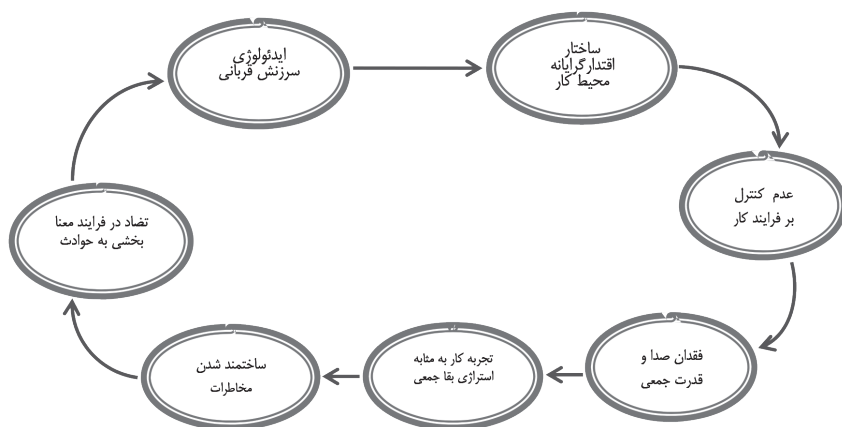 ایدئولوژی
سرزنش قربانی
ساختار
اقتدارگرایانه
محیط کار
عدم کنترل
بر فرایند کار
فقدان صدا و
قدرت جمعی
تجربه کار به مثابه
استراژی بقا جمعی
ساختمند شدن
مخاطرات
تضاد در فرایند معنا
بخشی به حوادث